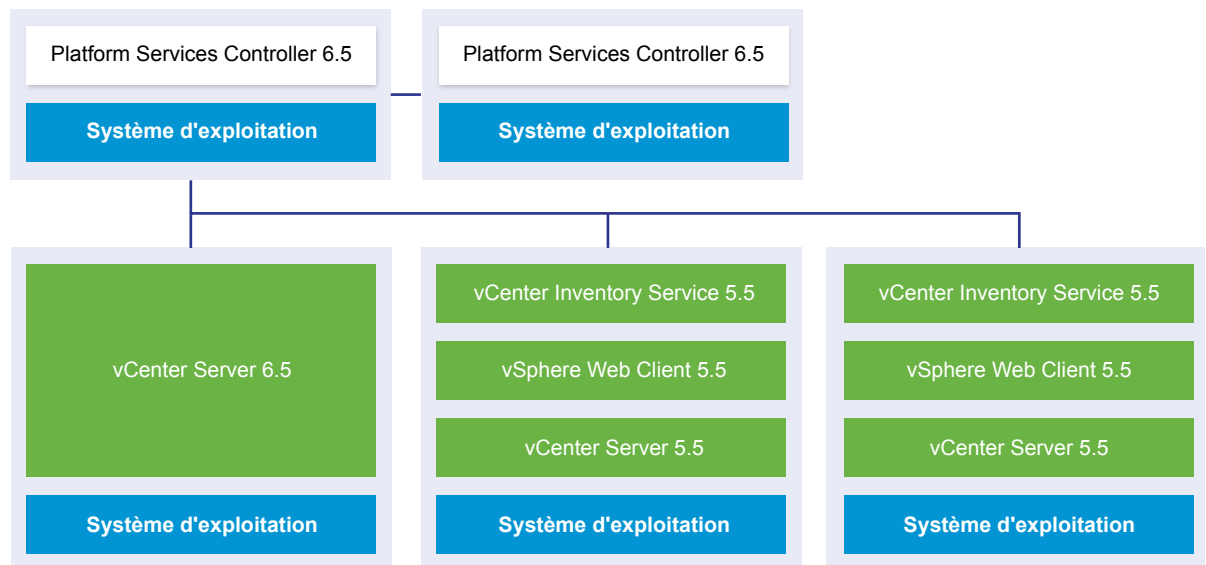 Platform Services Controller 6.5
Système d'exploitation
Platform Services Controller 6.5
Système d'exploitation
vCenter Server 6.5
Système d'exploitation
vCenter Inventory Service 5.5
vSphere Web Client 5.5
vCenter Server 5.5
Système d'exploitation
vCenter Inventory Service 5.5
vSphere Web Client 5.5
vCenter Server 5.5
Système d'exploitation